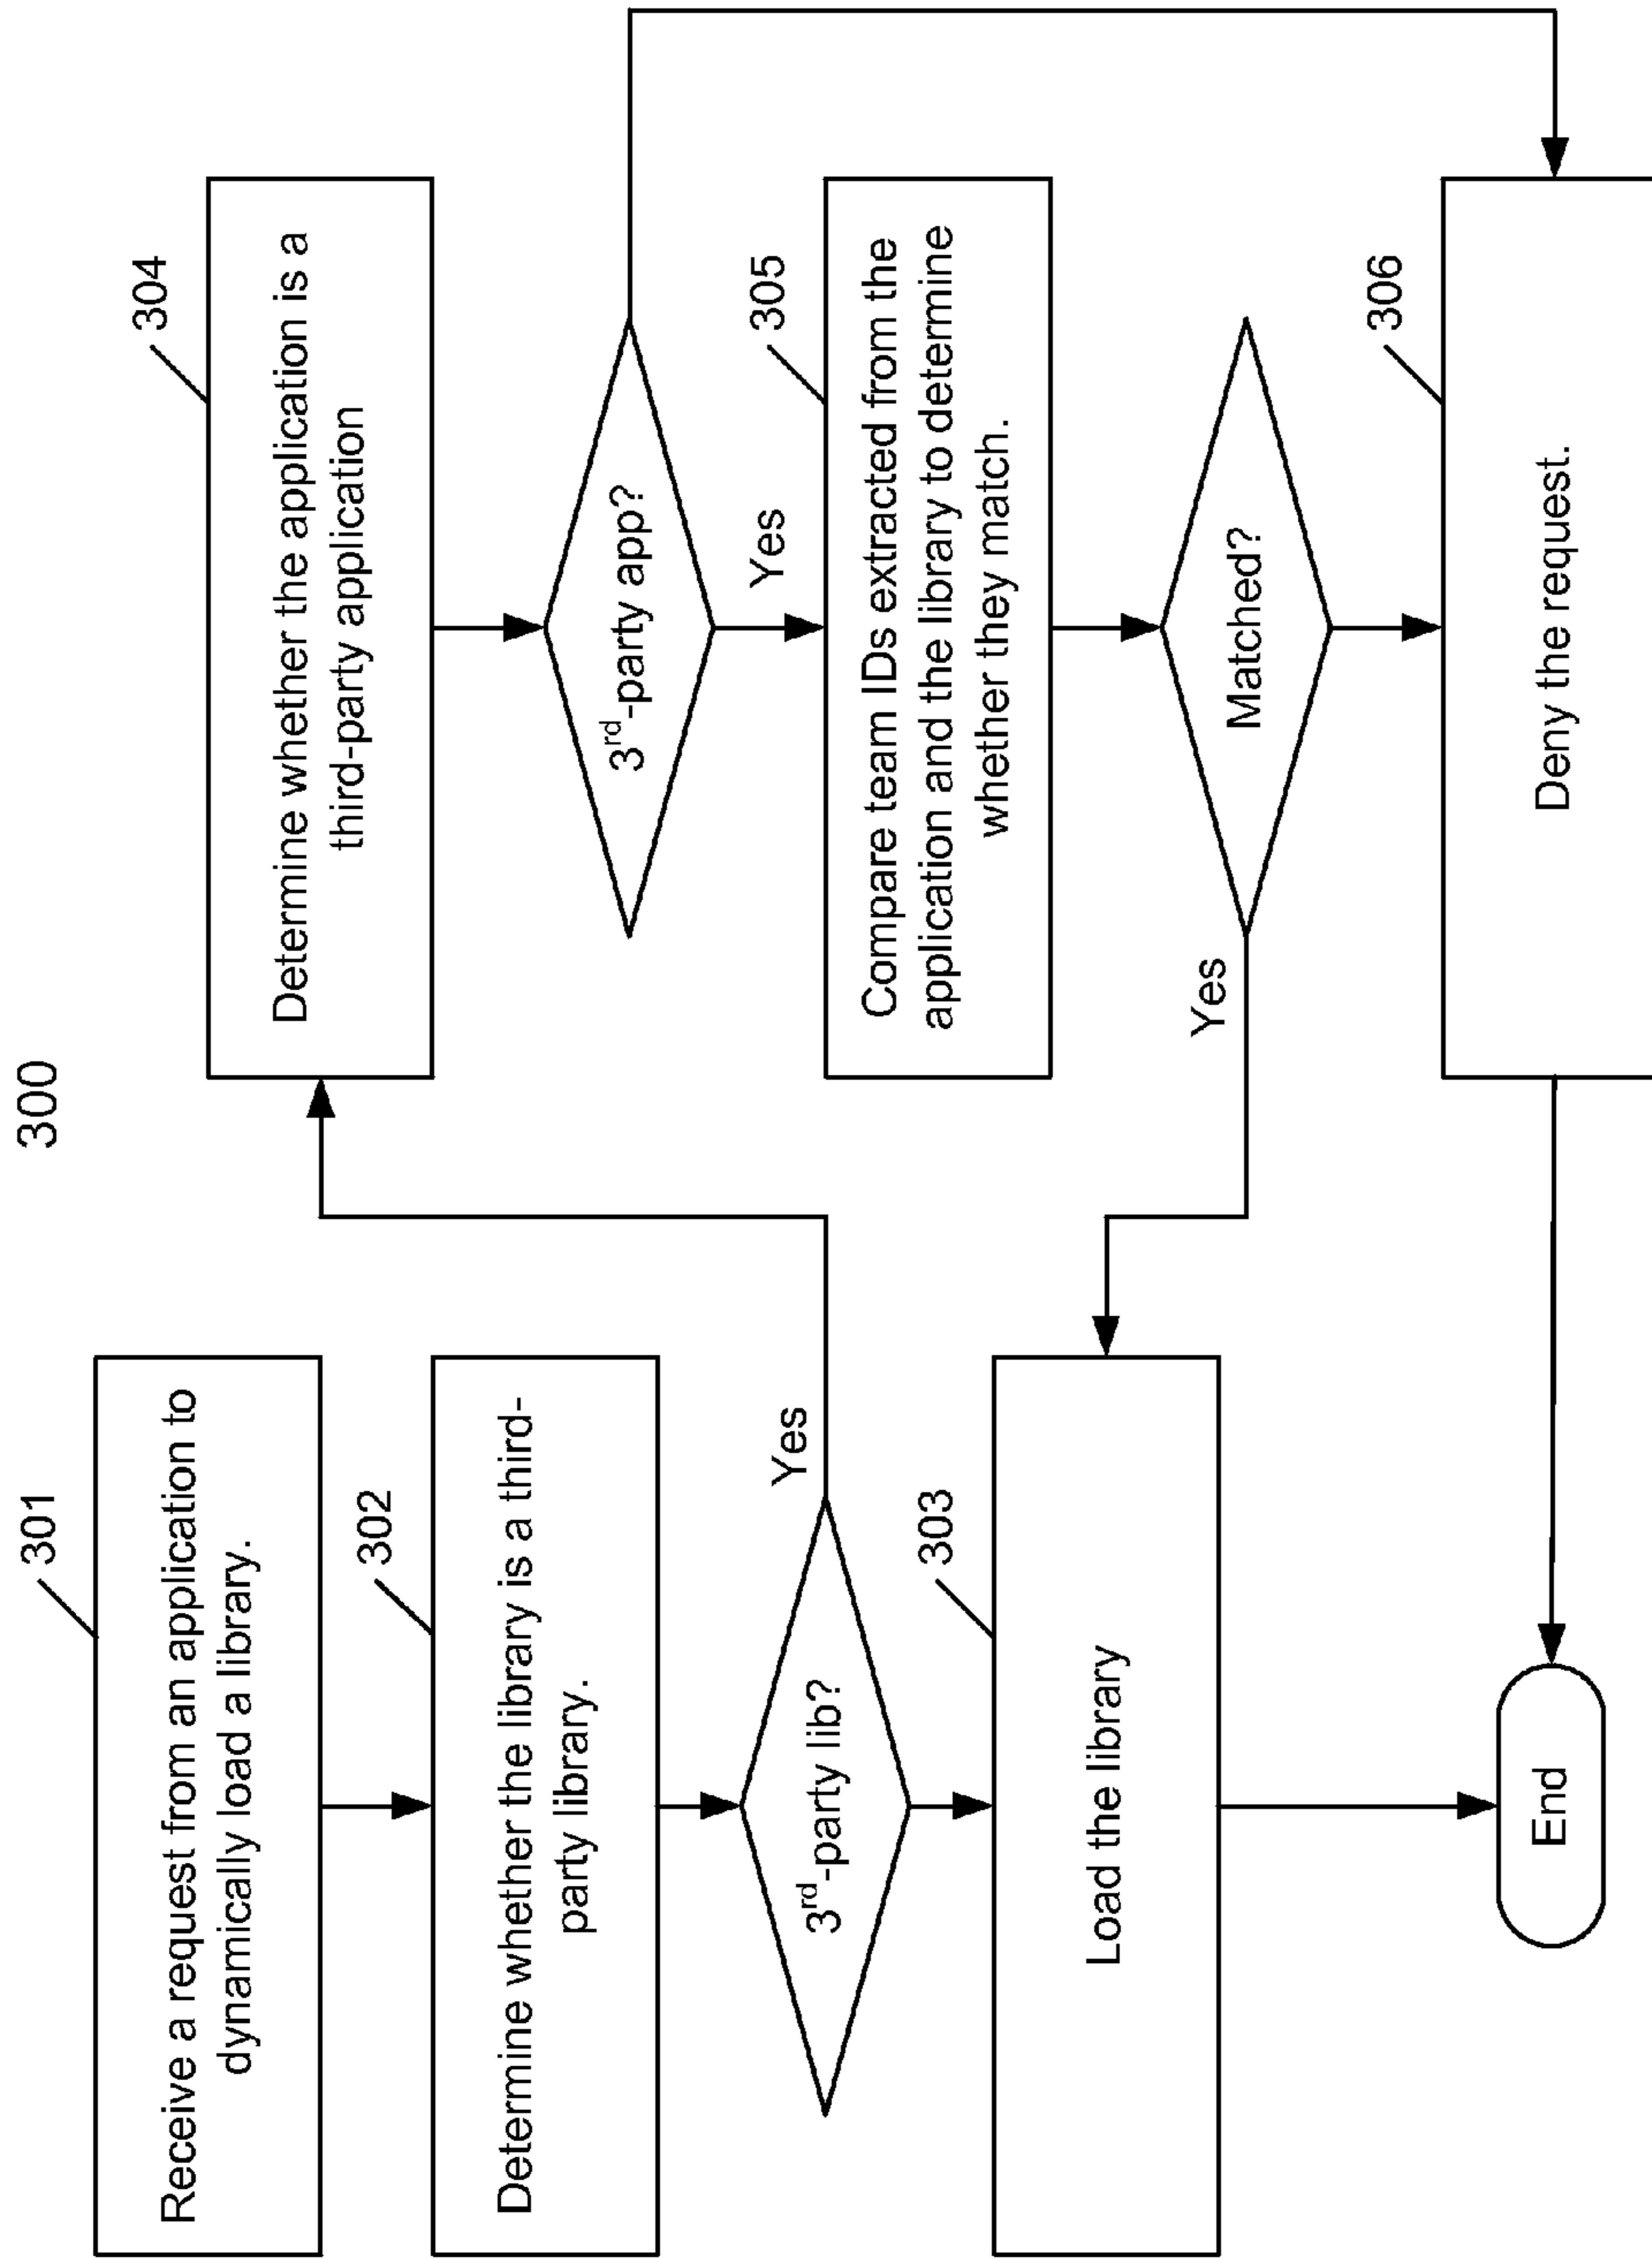 300
301
Receive a request from an application to
dynamically load a library.
302
Determine whether the library is a third-
party library.
3rd-party lib?
Yes
303
Load the library
End
304
Determine whether the application is a
third-party application
3rd-party app?
Yes
305
Compare team IDs extracted from the
application and the library to determine
whether they match.
Matched?
Yes
306
Deny the request.